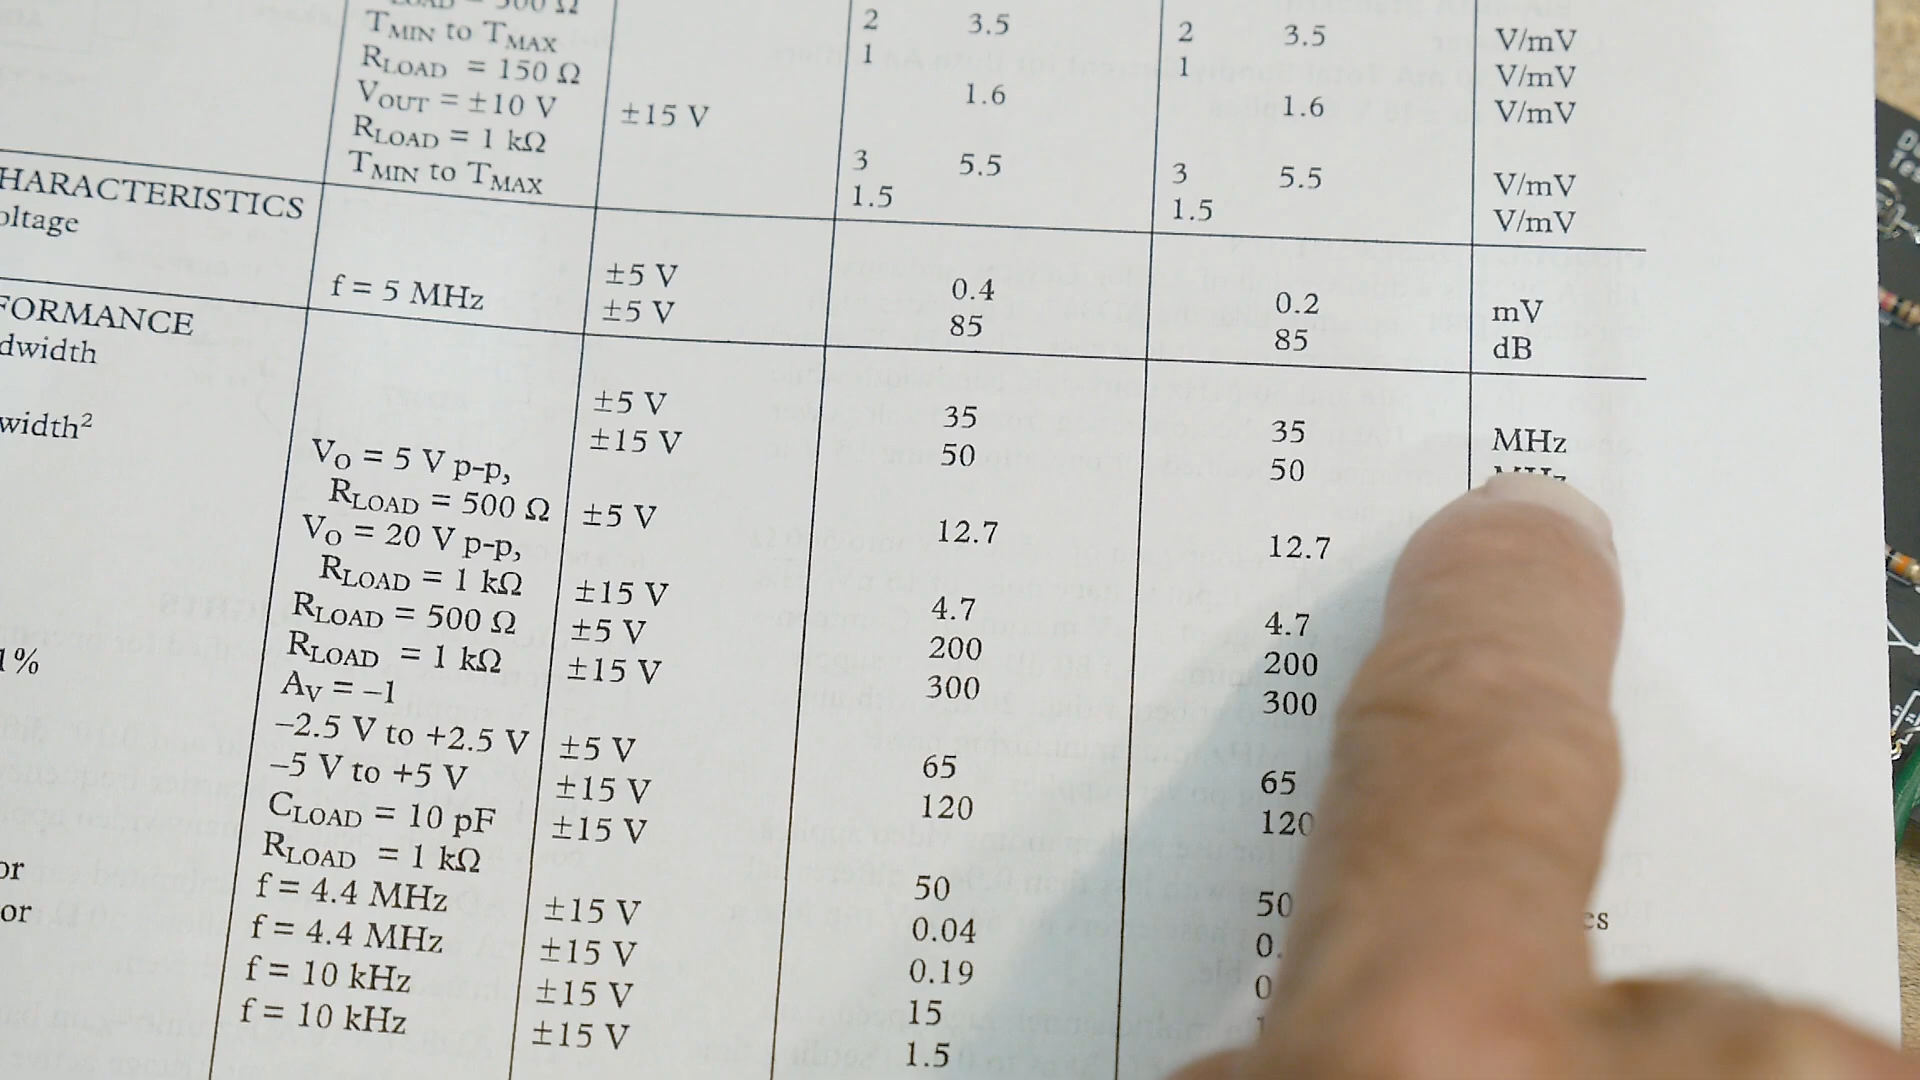 LOAD = 500 Ω
TMIN to TMAX 2 3.5 2 3.5 V/mV
RLOAD = 150 Ω 1 1 V/mV
VOUT = ±10 V ±15 V 1.6 1.6 V/mV
RLOAD = 1 kΩ 3 5.5 3 5.5 V/mV
TMIN to TMAX 1.5 1.5 V/mV
HARACTERISTICS
oltage ±5 V 0.4 0.2 mV
f = 5 MHz ±5 V 85 85 dB
FORMANCE
dwidth ±5 V 35 35 MHz
±15 V 50 50 MHz
width2 VO = 5 V p-p,
RLOAD = 500 Ω ±5 V 12.7 12.7
VO = 20 V p-p,
RLOAD = 1 kΩ ±15 V 4.7 4.7
RLOAD = 500 Ω ±5 V 200 200
RLOAD = 1 kΩ ±15 V 300 300
1% AV = –1
–2.5 V to +2.5 V ±5 V 65 65
–5 V to +5 V ±15 V 120 120
CLOAD = 10 pF ±15 V
RLOAD = 1 kΩ 50 50 es
or f = 4.4 MHz ±15 V 0.04 0.
or f = 4.4 MHz ±15 V 0.19 0
f = 10 kHz ±15 V 15 1
f = 10 kHz ±15 V 1.5